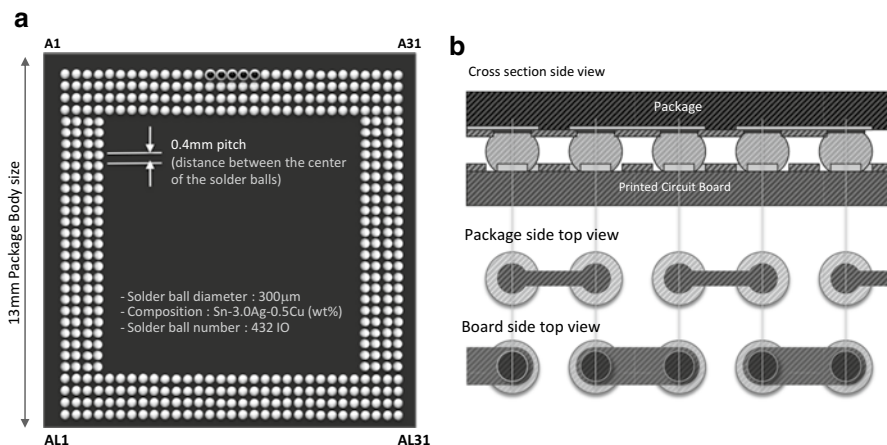 a
A1
A31
13mm Package Body size
0.4mm pitch
(distance between the center
of the solder balls)
- Solder ball diameter : 300μm
- Composition : Sn-3.0Ag-0.5Cu (wt%)
- Solder ball number : 432 IO
AL1
AL31
b
Cross section side view
Package
Printed Circuit Board
Package side top view
Board side top view